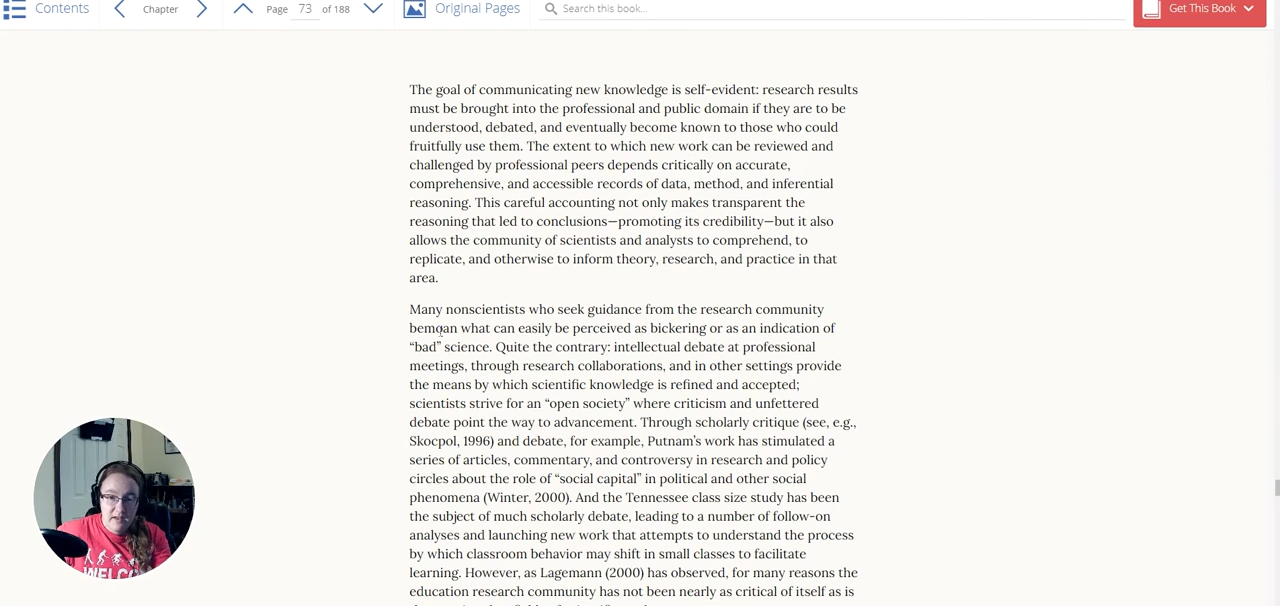 Contents
Chapter
Page 73 of 188
Original Pages
Search this book...
Get This Book
The goal of communicating new knowledge is self-evident: research results
must be brought into the professional and public domain if they are to be
understood, debated, and eventually become known to those who could
fruitfully use them. The extent to which new work can be reviewed and
challenged by professional peers depends critically on accurate,
comprehensive, and accessible records of data, method, and inferential
reasoning. This careful accounting not only makes transparent the
reasoning that led to conclusions—promoting its credibility—but it also
allows the community of scientists and analysts to comprehend, to
replicate, and otherwise to inform theory, research, and practice in that
area.
Many nonscientists who seek guidance from the research community
bemoan what can easily be perceived as bickering or as an indication of
“bad” science. Quite the contrary: intellectual debate at professional
meetings, through research collaborations, and in other settings provide
the means by which scientific knowledge is refined and accepted;
scientists strive for an “open society” where criticism and unfettered
debate point the way to advancement. Through scholarly critique (see, e.g.,
Skocpol, 1996) and debate, for example, Putnam’s work has stimulated a
series of articles, commentary, and controversy in research and policy
circles about the role of “social capital” in political and other social
phenomena (Winter, 2000). And the Tennessee class size study has been
the subject of much scholarly debate, leading to a number of follow-on
analyses and launching new work that attempts to understand the process
by which classroom behavior may shift in small classes to facilitate
learning. However, as Lagemann (2000) has observed, for many reasons the
education research community has not been nearly as critical of itself as is